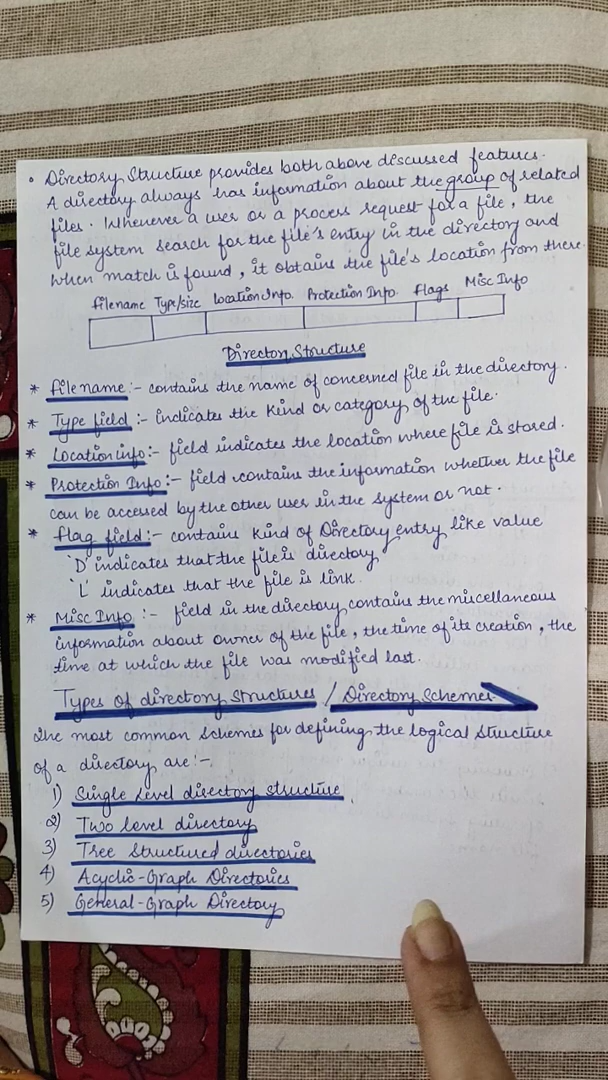 • Directory Structure provides both above discussed features.
A directory always has information about the group of related
files. Whenever a user or a process request for a file, the
file system search for the file's entry in the directory and
when match is found, it obtains the file's location from there.
filename Type/size Location Info. Protection Info. Flags Misc Info
Directory Structure
* filename :- contains the name of concerned file in the directory.
* Type field :- indicates the kind or category of the file.
* Location info:- field indicates the location where file is stored.
* Protection Info:- field contains the information whether the file
can be accessed by the other user in the system or not.
* flag field:- contains kind of Directory entry like value
'D' indicates that the file is directory
'L' indicates that the file is link.
* Misc Info :- field in the directory contains the miscellaneous
information about owner of the file, the time of its creation, the
time at which the file was modified last.
Types of directory structures / Directory Schemes
The most common schemes for defining the logical structure
of a directory are :-
1) Single level directory structure
2) Two level directory
3) Tree Structured directories
4) Acyclic-Graph Directories
5) General-Graph Directory